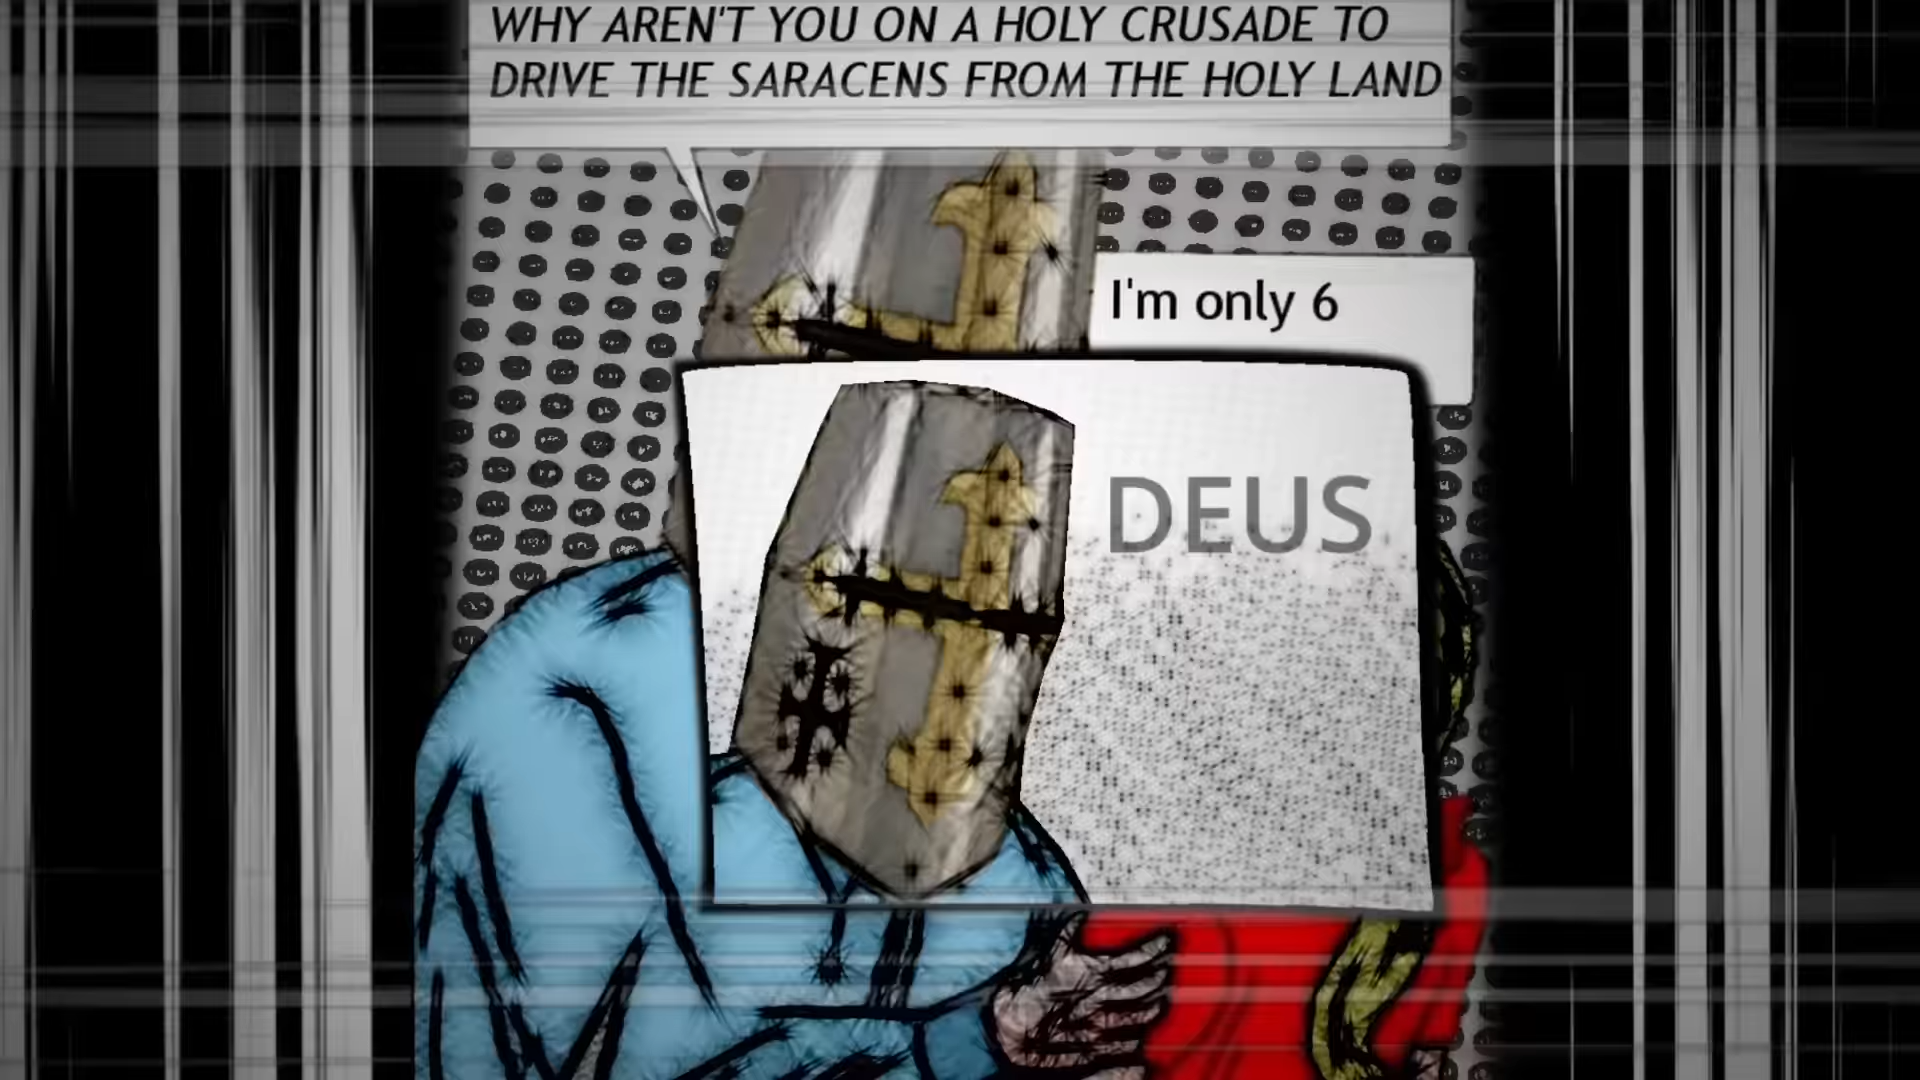 WHY AREN'T YOU ON A HOLY CRUSADE TO
DRIVE THE SARACENS FROM THE HOLY LAND
I'm only 6
DEUS